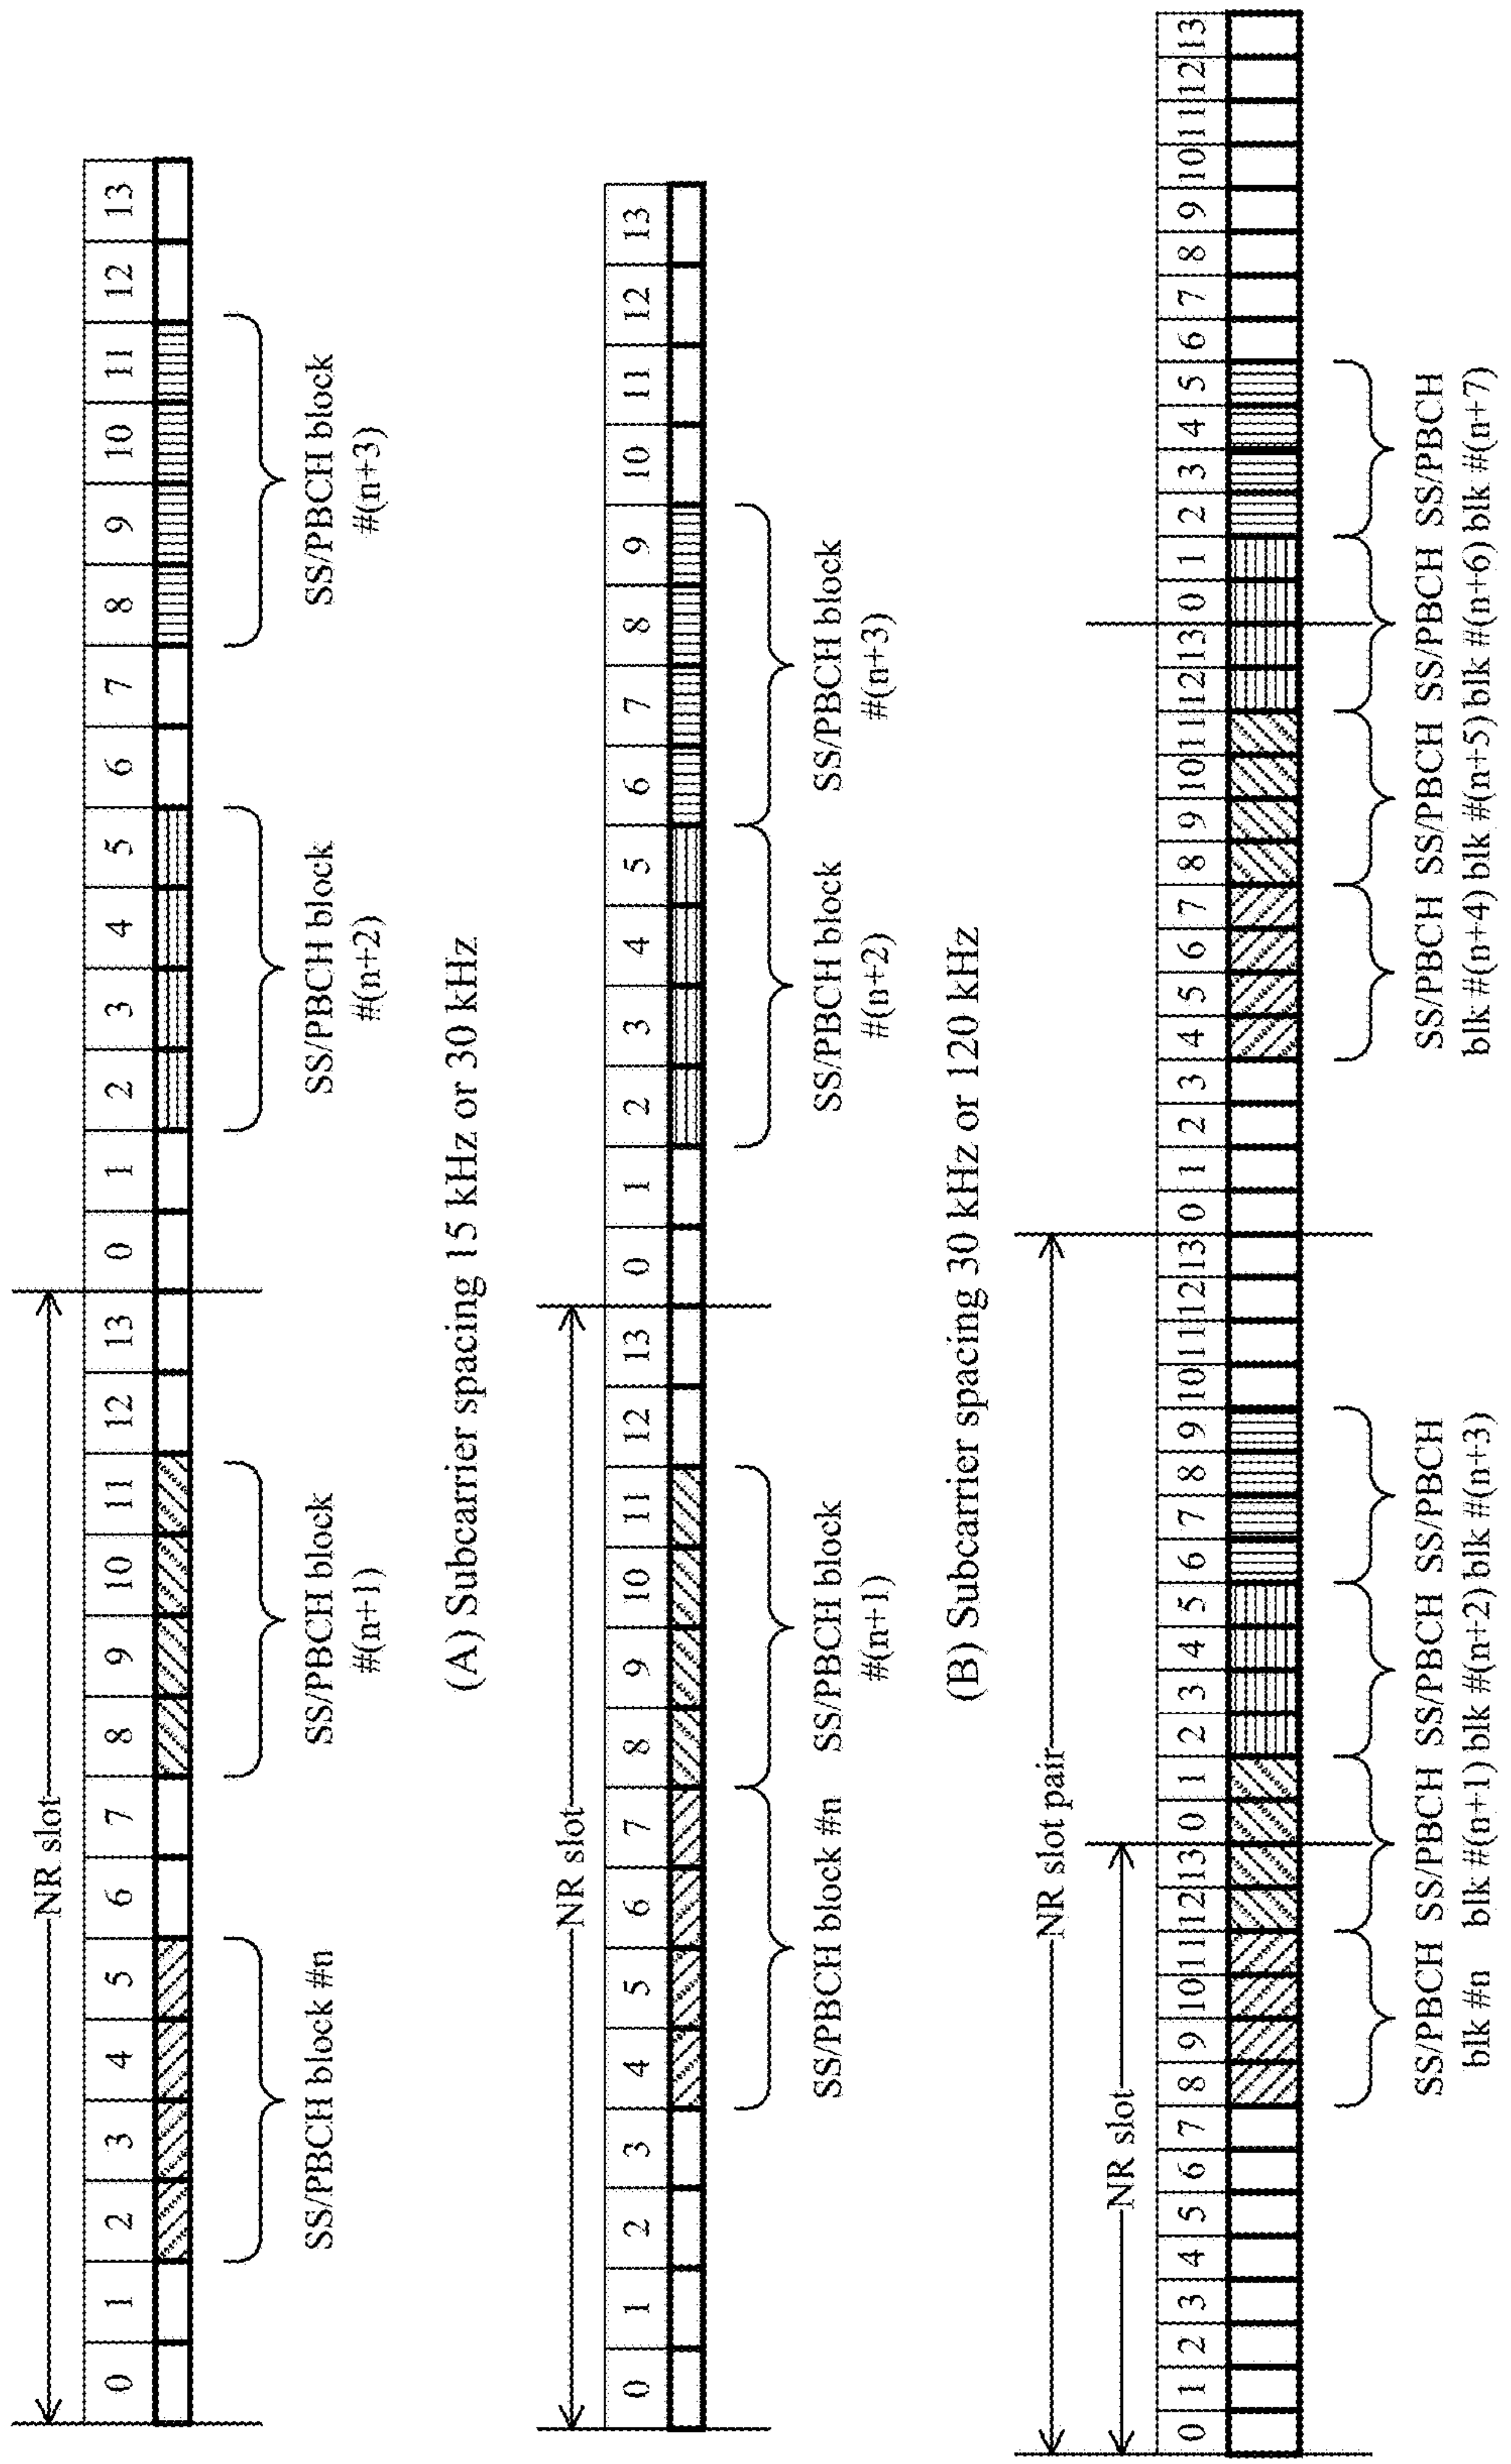 NR slot
0 1 2 3 4 5 6 7 8 9 10 11 12 13 0 1 2 3 4 5 6 7 8 9 10 11 12 13
SS/PBCH block #n
SS/PBCH block
#(n+1)
SS/PBCH block
#(n+2)
SS/PBCH block
#(n+3)
(A) Subcarrier spacing 15 kHz or 30 kHz
NR slot
0 1 2 3 4 5 6 7 8 9 10 11 12 13 0 1 2 3 4 5 6 7 8 9 10 11 12 13
SS/PBCH block #n
SS/PBCH block
#(n+1)
SS/PBCH block
#(n+2)
SS/PBCH block
#(n+3)
(B) Subcarrier spacing 30 kHz or 120 kHz
NR slot pair
NR slot
0 1 2 3 4 5 6 7 8 9 10 11 12 13 0 1 2 3 4 5 6 7 8 9 10 11 12 13 0 1 2 3 4 5 6 7 8 9 10 11 12 13 0 1 2 3 4 5 6 7 8 9 10 11 12 13
SS/PBCH SS/PBCH SS/PBCH SS/PBCH SS/PBCH SS/PBCH SS/PBCH SS/PBCH
blk #n blk #(n+1) blk #(n+2) blk #(n+3) blk #(n+4) blk #(n+5) blk #(n+6) blk #(n+7)